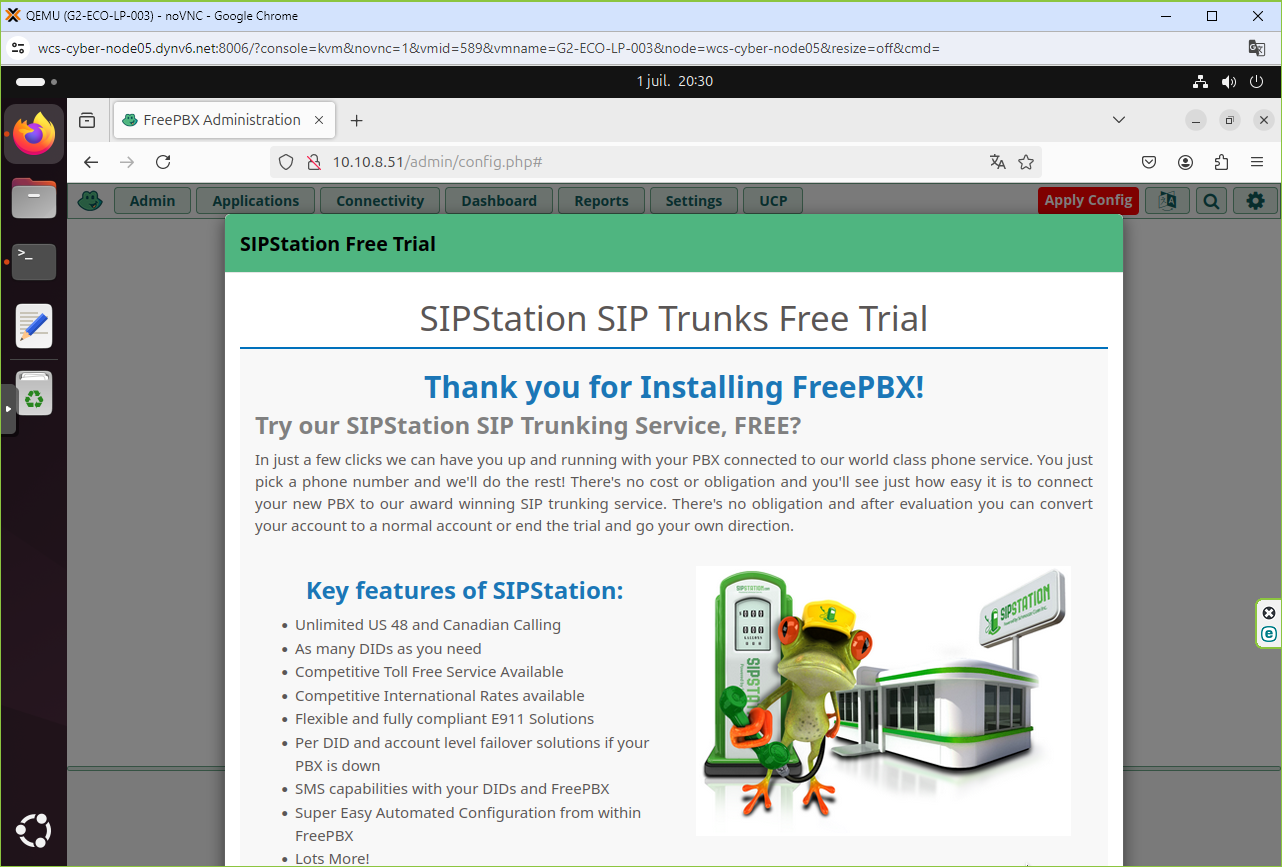 QEMU (G2-ECO-LP-003) - noVNC - Google Chrome
wcs-cyber-node05.dynv6.net:8006/?console=kvm&novnc=1&vmid=589&vmname=G2-ECO-LP-003&node=wcs-cyber-node05&resize=off&cmd=
1 juil. 20:30
FreePBX Administration
10.10.8.51/admin/config.php#
Admin Applications Connectivity Dashboard Reports Settings UCP Apply Config
SIPStation Free Trial
SIPStation SIP Trunks Free Trial
Thank you for Installing FreePBX!
Try our SIPStation SIP Trunking Service, FREE?
In just a few clicks we can have you up and running with your PBX connected to our world class phone service. You just
pick a phone number and we'll do the rest! There's no cost or obligation and you'll see just how easy it is to connect
your new PBX to our award winning SIP trunking service. There's no obligation and after evaluation you can convert
your account to a normal account or end the trial and go your own direction.
Key features of SIPStation:
• Unlimited US 48 and Canadian Calling
• As many DIDs as you need
• Competitive Toll Free Service Available
• Competitive International Rates available
• Flexible and fully compliant E911 Solutions
• Per DID and account level failover solutions if your
PBX is down
• SMS capabilities with your DIDs and FreePBX
• Super Easy Automated Configuration from within
FreePBX
• Lots More!
SIPSTATION
SIPSTATION
SIPSTATION